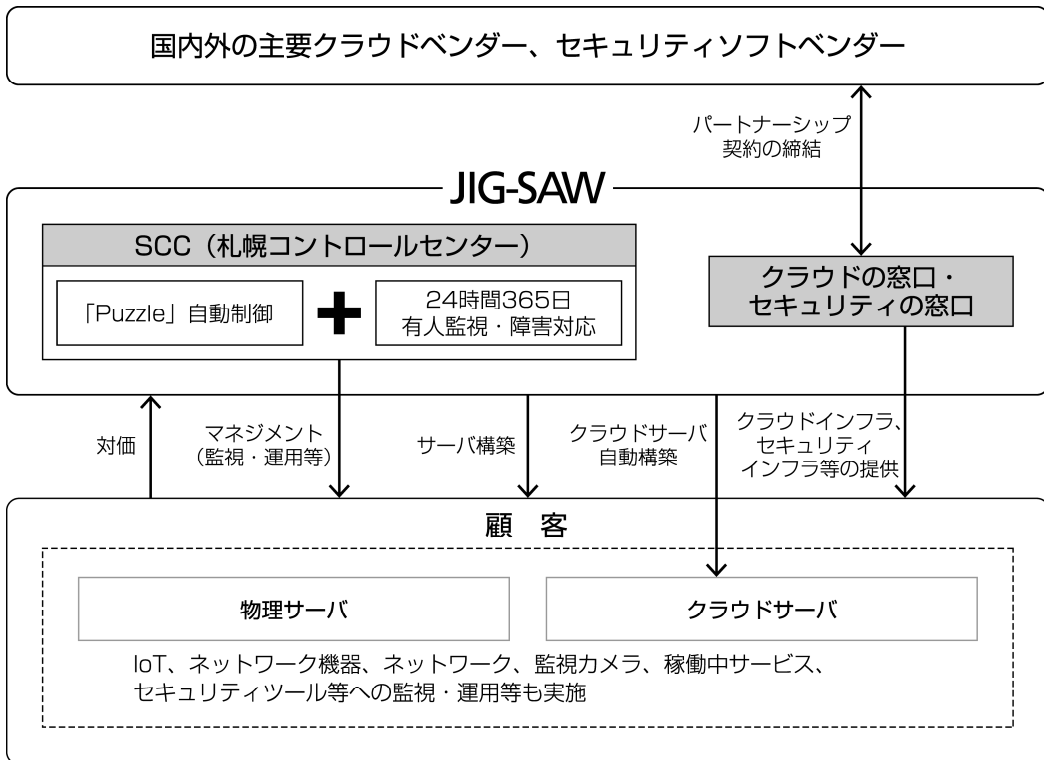 国内外の主要クラウドベンダー、セキュリティソフトベンダー
パートナーシップ
契約の締結
JIG-SAW
SCC（札幌コントロールセンター）
「Puzzle」自動制御
24時間365日
有人監視・障害対応
クラウドの窓口・
セキュリティの窓口
対価
マネジメント
（監視・運用等）
サーバ構築
クラウドサーバ
自動構築
クラウドインフラ、
セキュリティ
インフラ等の提供
顧　客
物理サーバ
クラウドサーバ
IoT、ネットワーク機器、ネットワーク、監視カメラ、稼働中サービス、
セキュリティツール等への監視・運用等も実施